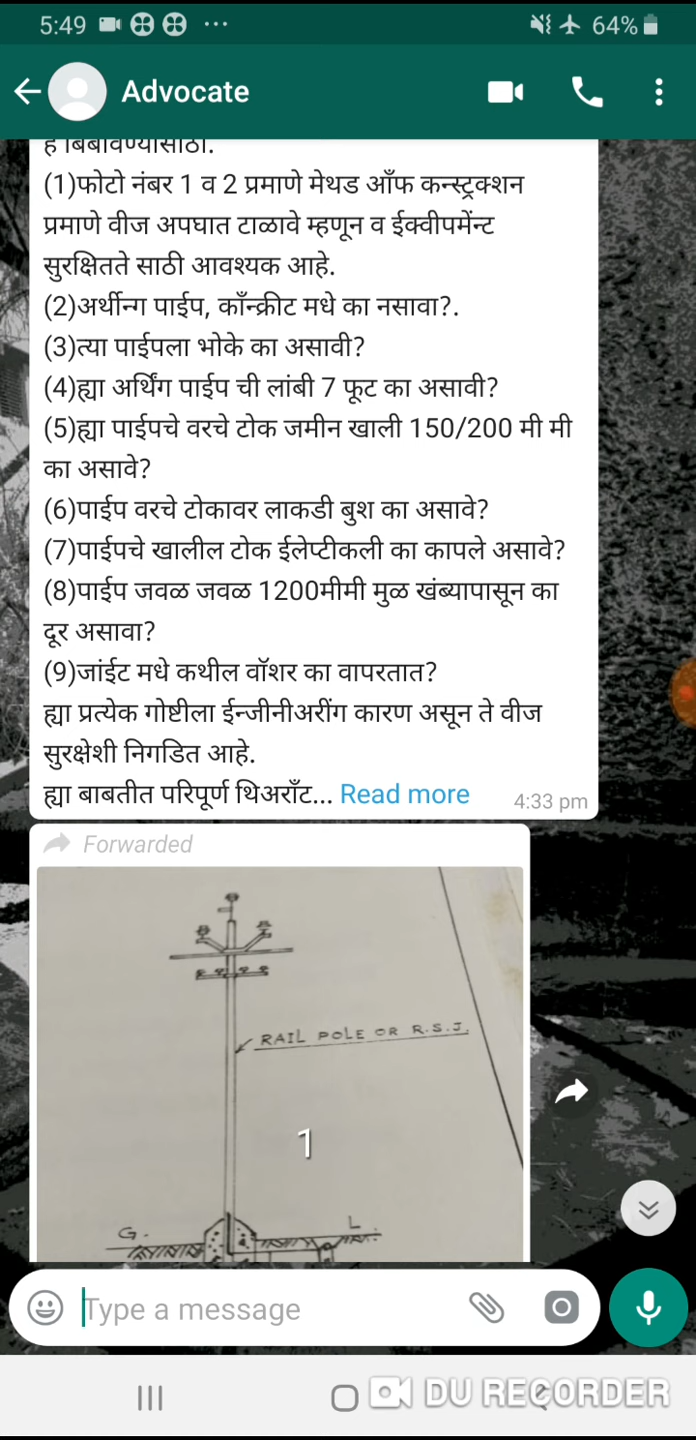 5:49
64%
Advocate
हे बिंबविण्यासाठी.
(1)फोटो नंबर 1 व 2 प्रमाणे मेथड ऑंफ कन्स्ट्रक्शन
प्रमाणे वीज अपघात टाळावे म्हणून व ईक्वीपमेंन्ट
सुरक्षितते साठी आवश्यक आहे.
(2)अर्थीन्ग पाईप, कॉंन्क्रीट मधे का नसावा?.
(3)त्या पाईपला भोके का असावी?
(4)ह्या अर्थिंग पाईप ची लांबी 7 फूट का असावी?
(5)ह्या पाईपचे वरचे टोक जमीन खाली 150/200 मी मी
का असावे?
(6)पाईप वरचे टोकावर लाकडी बुश का असावे?
(7)पाईपचे खालील टोक ईलेप्टीकली का कापले असावे?
(8)पाईप जवळ जवळ 1200मीमी मुळ खंब्यापासून का
दूर असावा?
(9)जांईट मधे कथील वॉशर का वापरतात?
ह्या प्रत्येक गोष्टीला ईन्जीनीअरींग कारण असून ते वीज
सुरक्षेशी निगडित आहे.
ह्या बाबतीत परिपूर्ण थिअरॉंट... Read more
4:33 pm
Forwarded
RAIL POLE OR R.S.J.
1
G.
L.
Type a message
DU RECORDER